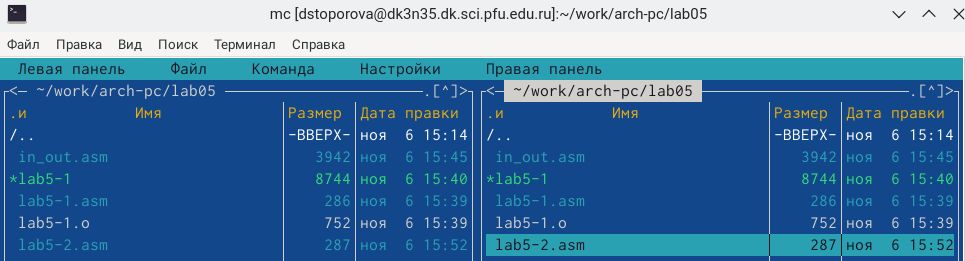 mc [dstoporova@dk3n35.dk.sci.pfu.edu.ru]:~/work/arch-pc/lab05
Файл Правка Вид Поиск Терминал Справка
Левая панель Файл Команда Настройки Правая панель
<─ ~/work/arch-pc/lab05 .[^]> <─ ~/work/arch-pc/lab05 .[^]>
.и Имя Размер Дата правки .и Имя Размер Дата правки
/.. -ВВЕРХ- ноя 6 15:14 /.. -ВВЕРХ- ноя 6 15:14
in_out.asm 3942 ноя 6 15:45 in_out.asm 3942 ноя 6 15:45
*lab5-1 8744 ноя 6 15:40 *lab5-1 8744 ноя 6 15:40
lab5-1.asm 286 ноя 6 15:39 lab5-1.asm 286 ноя 6 15:39
lab5-1.o 752 ноя 6 15:39 lab5-1.o 752 ноя 6 15:39
lab5-2.asm 287 ноя 6 15:52 lab5-2.asm 287 ноя 6 15:52